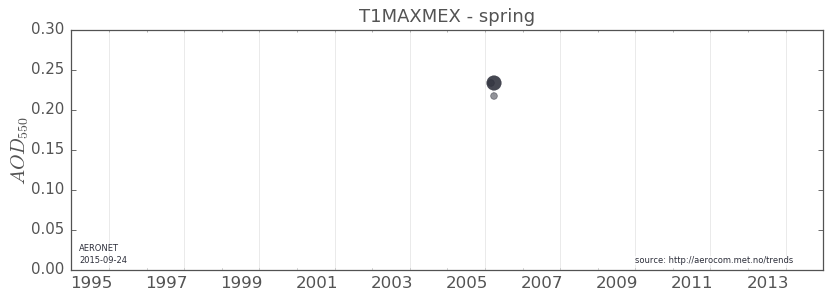 T1MAXMEX - spring
0.30
0.25
0.20
0.15
0.10
0.05
0.00
AOD550
AERONET
2015-09-24
source: http://aerocom.met.no/trends
1995 1997 1999 2001 2003 2005 2007 2009 2011 2013